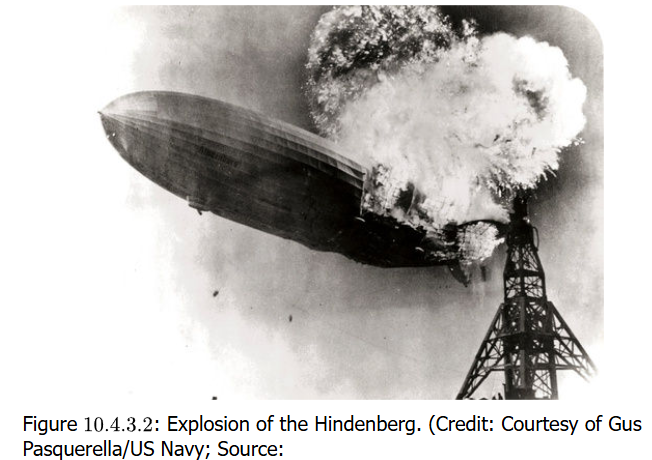 Figure 10.4.3.2: Explosion of the Hindenberg. (Credit: Courtesy of Gus
Pasquerella/US Navy; Source: